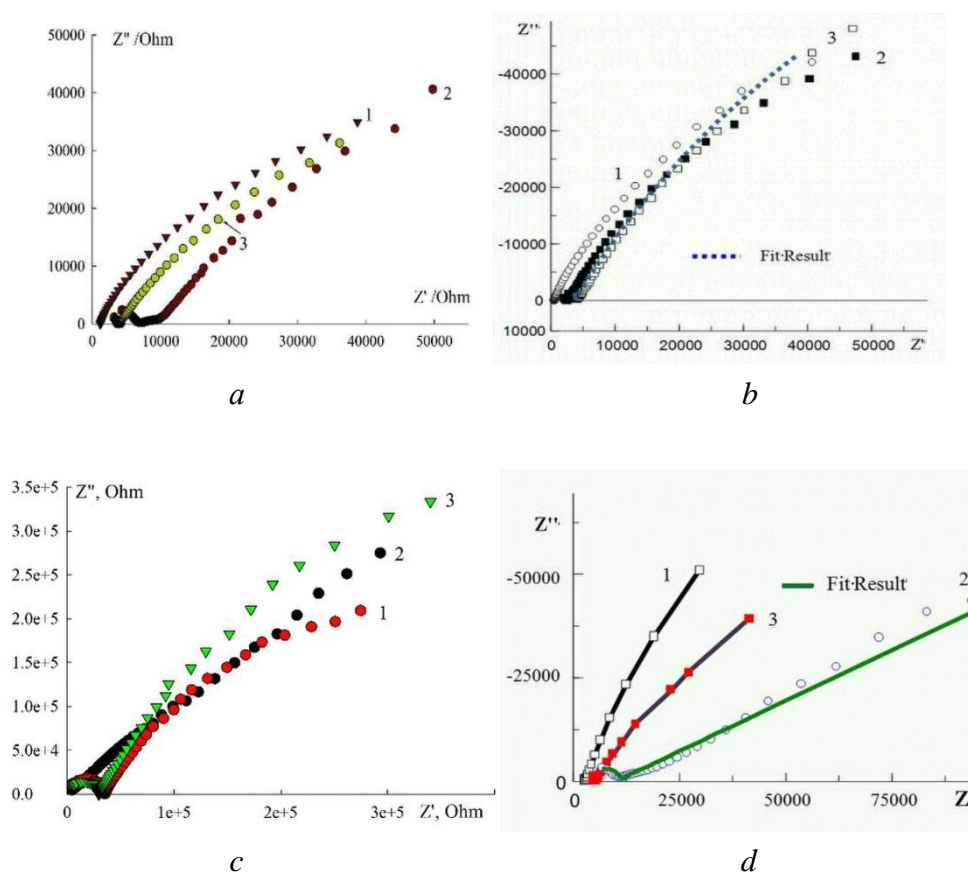 50000
Z" /Ohm
40000
1
2
30000
20000
3
10000
Z' /Ohm
0
0
10000
20000
30000
40000
50000
a
Z''
3
2
-40000
-30000
1
-20000
-10000
Fit Result
0
10000
0
10000
20000
30000
40000
50000
Z'
b
3.5e+5
Z", Ohm
3
3.0e+5
2
2.5e+5
1
2.0e+5
1.5e+5
1.0e+5
5.0e+4
0.0
0
1e+5
2e+5
3e+5
Z', Ohm
c
Z''
1
2
-50000
Fit Result
3
-25000
0
0
25000
50000
75000
Z
d